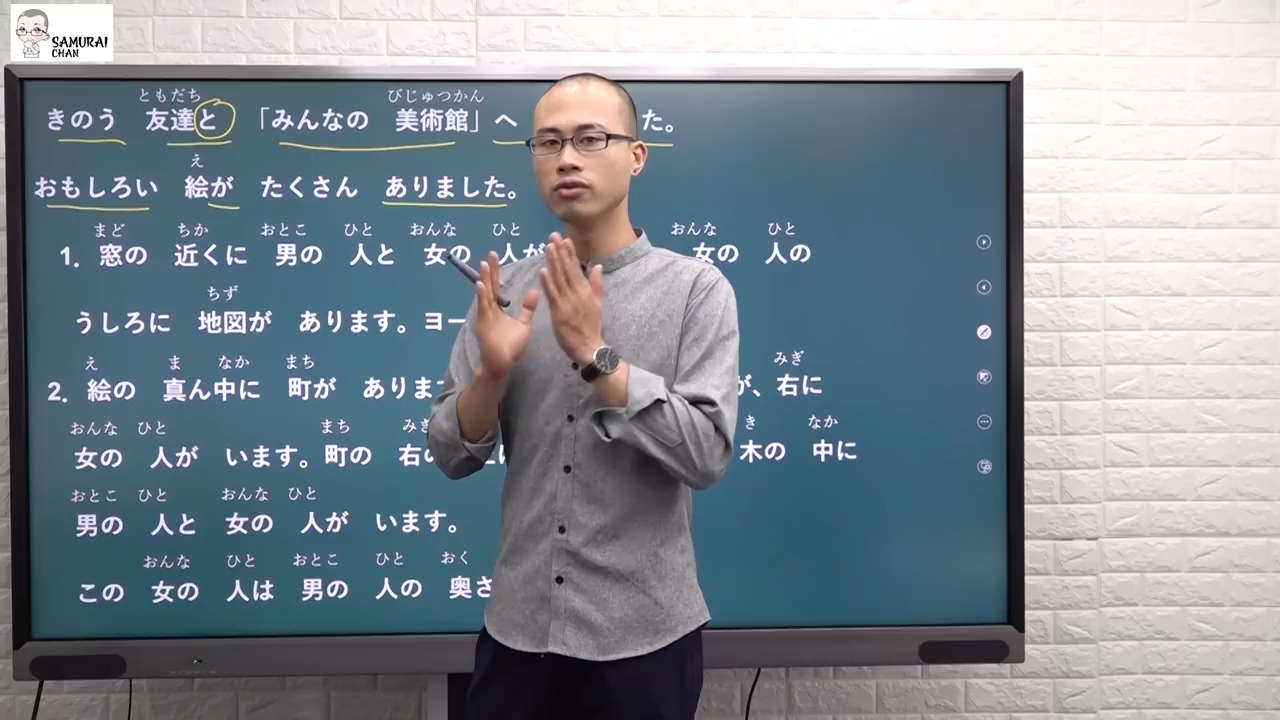 SAMURAI
CHAN
ともだち びじゅつかん
きのう 友達と 「みんなの 美術館」へ た。
え
おもしろい 絵が たくさん ありました。
まど ちか おとこ ひと おんな ひと おんな ひと
1. 窓の 近くに 男の 人と 女の 人が 女の 人の
ちず
うしろに 地図が あります。ヨー
え ま なか まち みぎ
2. 絵の 真ん中に 町が ありま が、右に
おんな ひと まち みぎ き なか
女の 人が います。町の 右の 木の 中に
おとこ ひと おんな ひと
男の 人と 女の 人が います。
おんな ひと おとこ ひと おく
この 女の 人は 男の 人の 奥さ